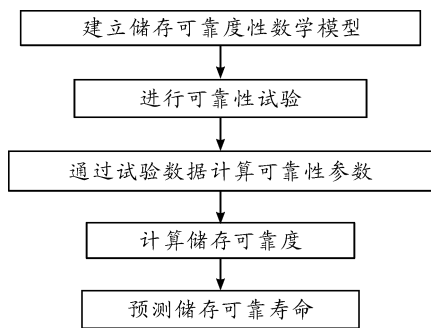 建立储存可靠度性数学模型
进行可靠性试验
通过试验数据计算可靠性参数
计算储存可靠度
预测储存可靠寿命